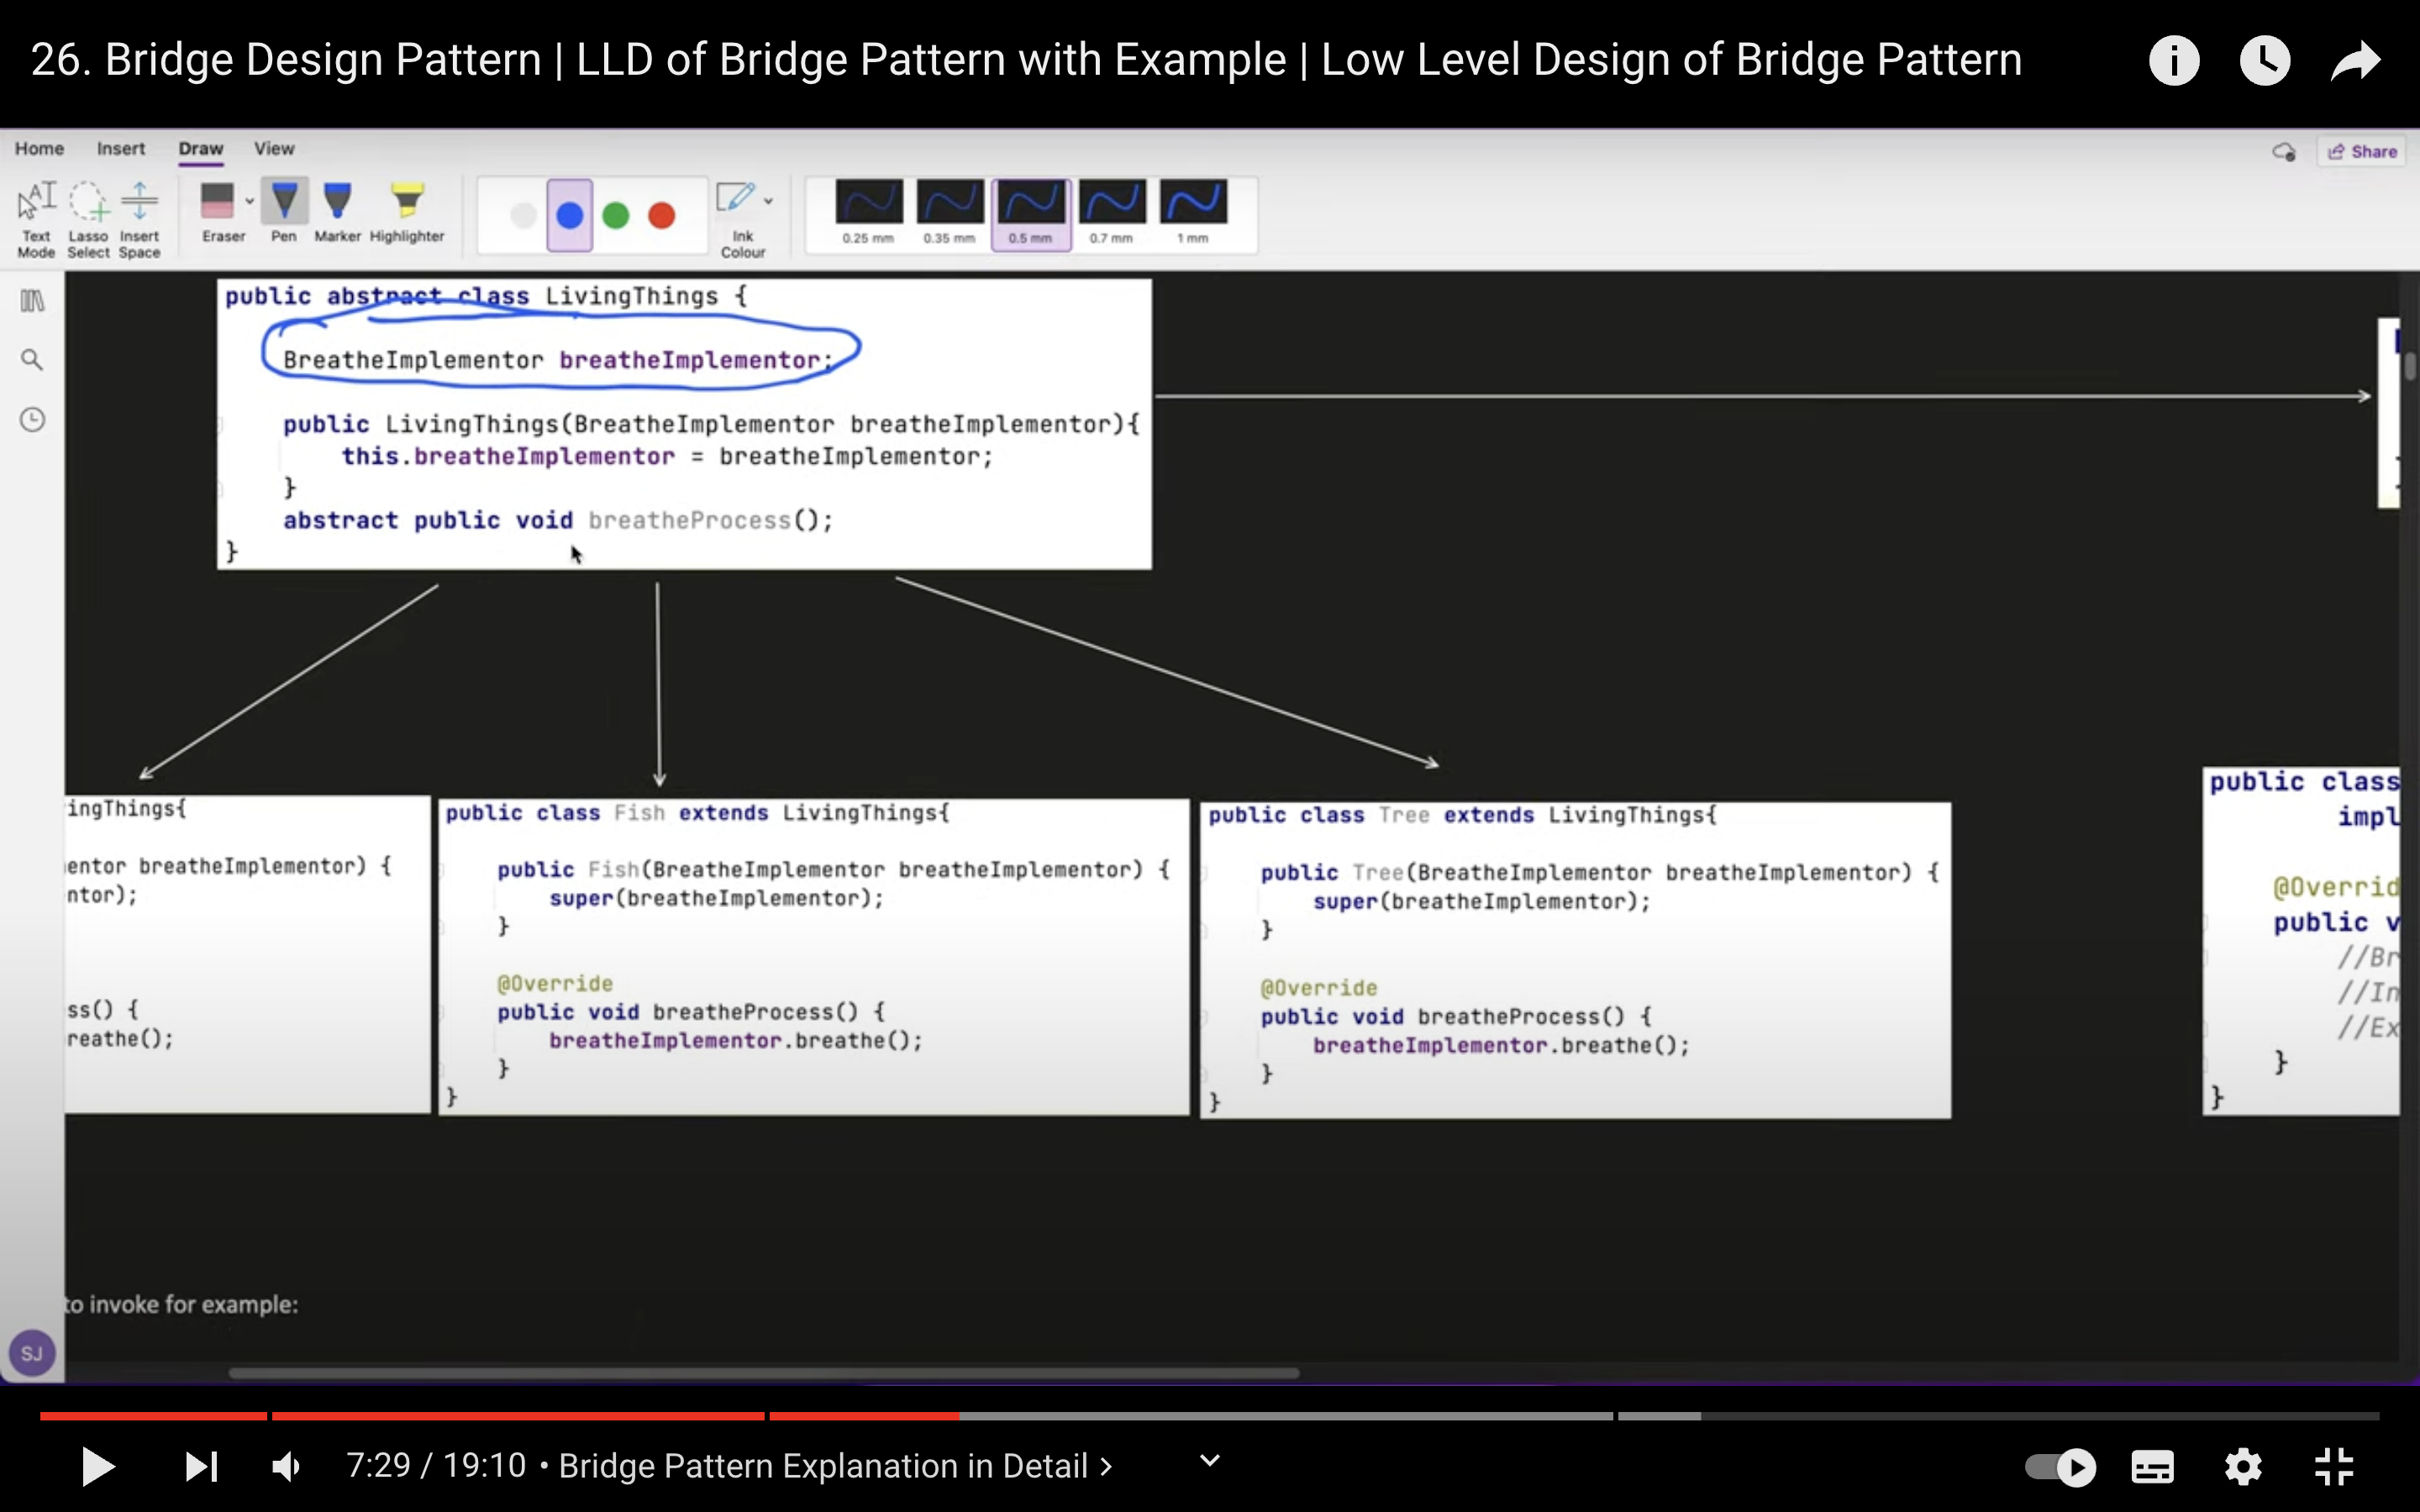 26. Bridge Design Pattern | LLD of Bridge Pattern with Example | Low Level Design of Bridge Pattern
Home Insert Draw View
Share
Text Mode
Lasso Select
Insert Space
Eraser
Pen
Marker
Highlighter
Ink Colour
0.25 mm
0.35 mm
0.5 mm
0.7 mm
1 mm
public abstract class LivingThings {
BreatheImplementor breatheImplementor;
public LivingThings(BreatheImplementor breatheImplementor){
this.breatheImplementor = breatheImplementor;
}
abstract public void breatheProcess();
}
ingThings{
entor breatheImplementor) {
ntor);
ss() {
reathe();
public class Fish extends LivingThings{
public Fish(BreatheImplementor breatheImplementor) {
super(breatheImplementor);
}
@Override
public void breatheProcess() {
breatheImplementor.breathe();
}
}
public class Tree extends LivingThings{
public Tree(BreatheImplementor breatheImplementor) {
super(breatheImplementor);
}
@Override
public void breatheProcess() {
breatheImplementor.breathe();
}
}
public class
impl
@Overrid
public v
//Br
//In
//Ex
}
}
to invoke for example:
SJ
7:29 / 19:10 • Bridge Pattern Explanation in Detail >